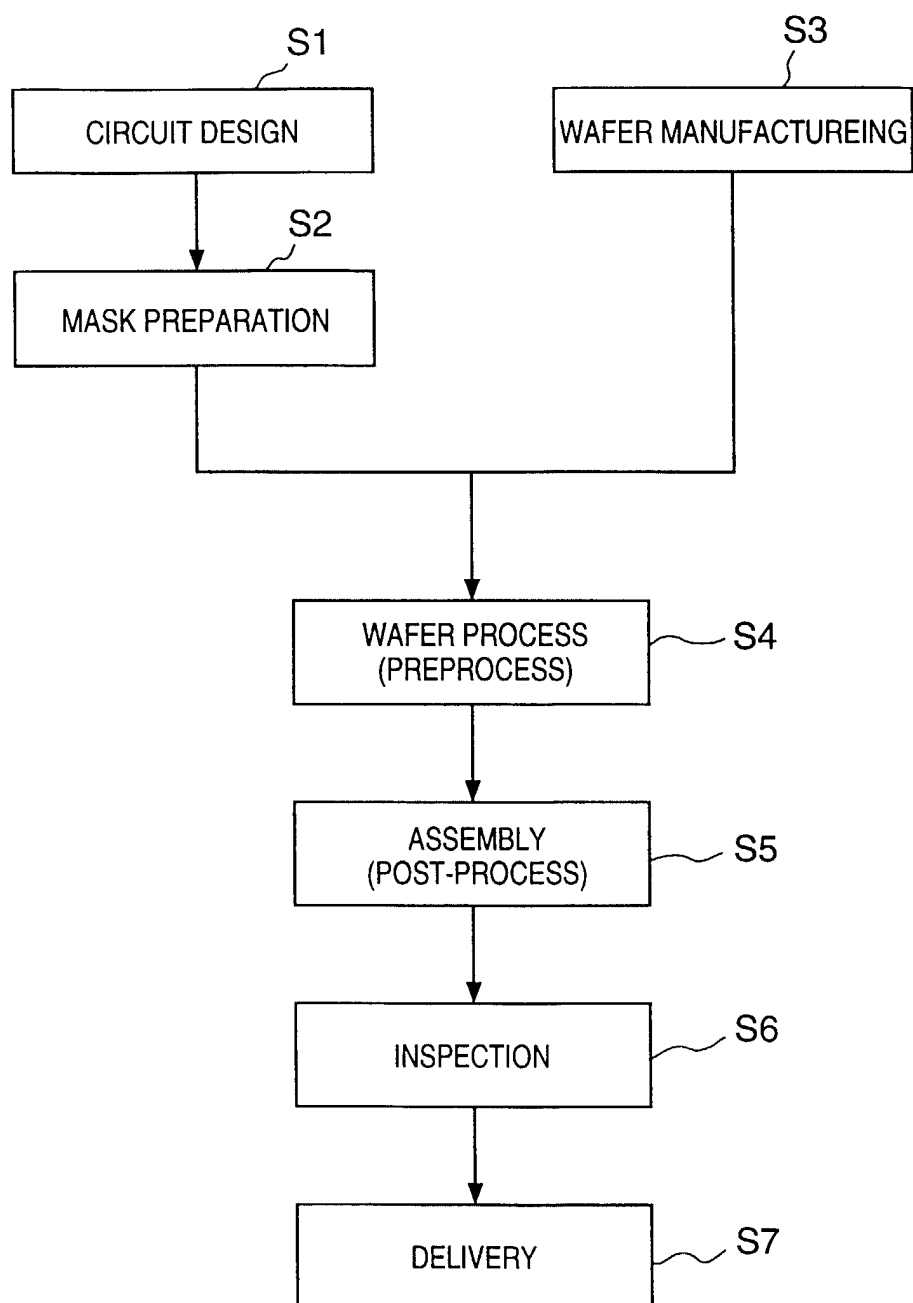 S1
CIRCUIT DESIGN
S3
WAFER MANUFACTUREING
S2
MASK PREPARATION
WAFER PROCESS
(PREPROCESS)
S4
ASSEMBLY
(POST-PROCESS)
S5
INSPECTION
S6
DELIVERY
S7